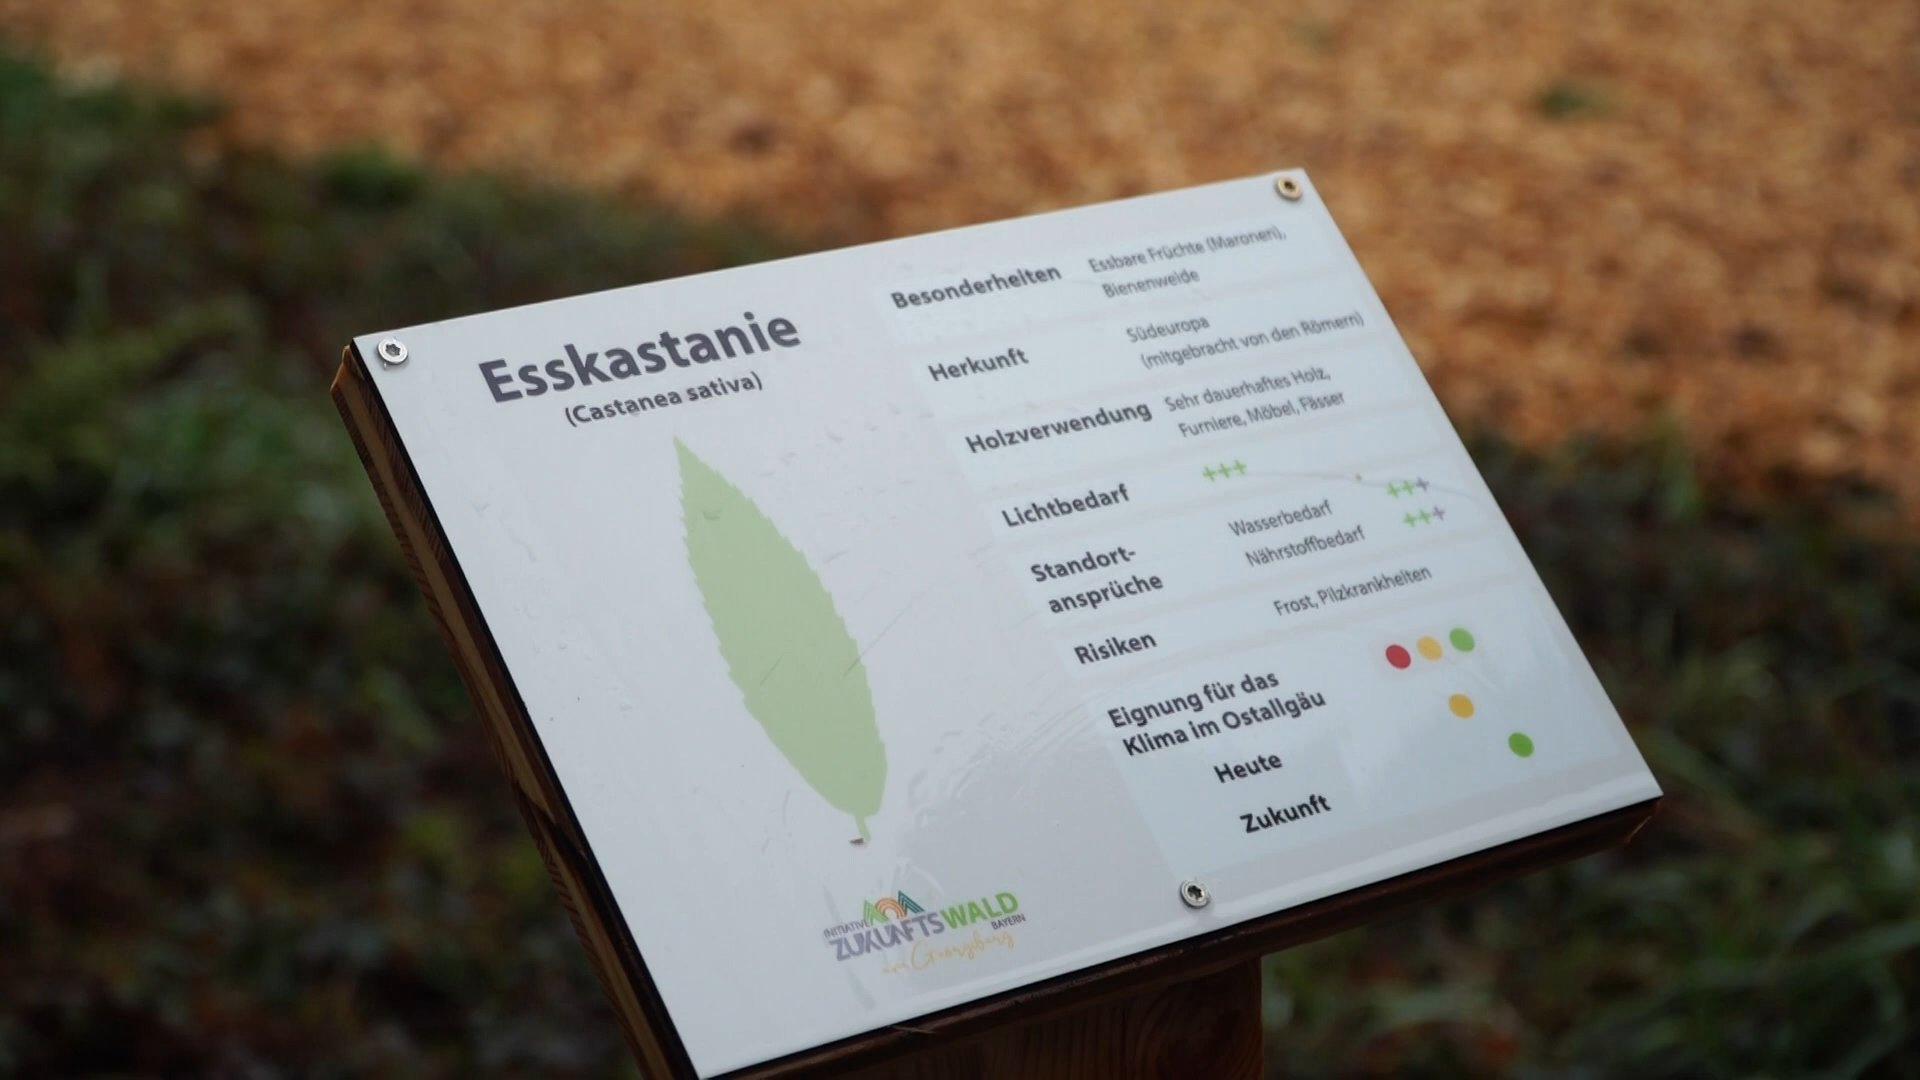 Esskastanie
(Castanea sativa)
Besonderheiten
Essbare Früchte (Maronen),
Bienenweide
Herkunft
Südeuropa
(mitgebracht von den Römern)
Holzverwendung
Sehr dauerhaftes Holz,
Furniere, Möbel, Fässer
Lichtbedarf +++
Standort-
ansprüche
Wasserbedarf +++
Nährstoffbedarf +++
Risiken
Frost, Pilzkrankheiten
Eignung für das
Klima im Ostallgäu
Heute
Zukunft
INITIATIVE
ZUKUNFTSWALD
BAYERN
am Georgiberg